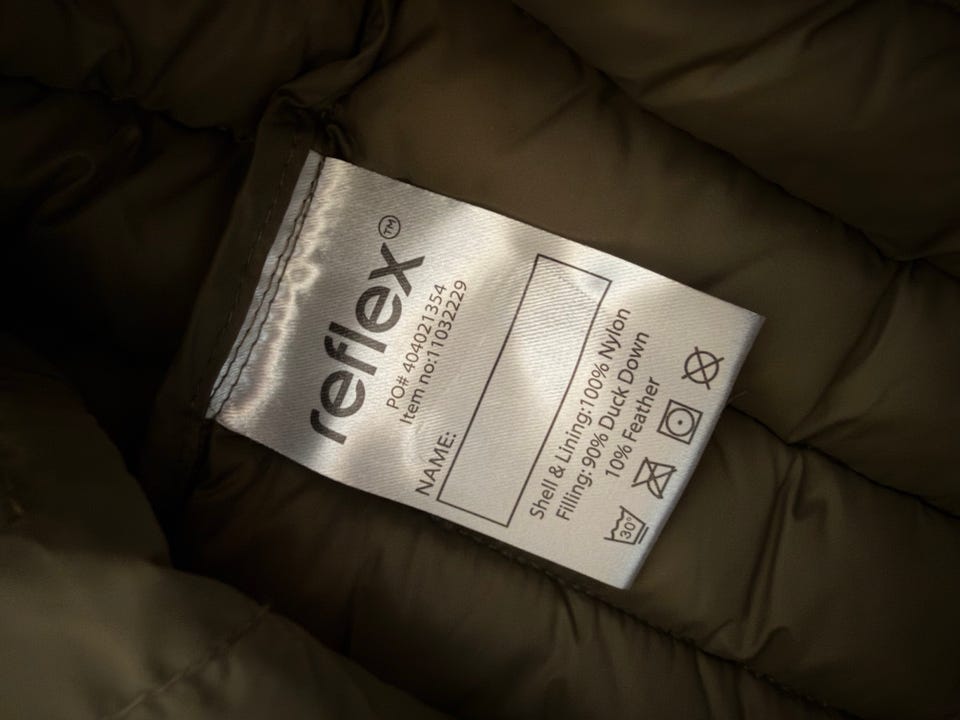 reflex™
PO# 404021354
Item no:11032229
NAME:
Shell & Lining:100% Nylon
Filling: 90% Duck Down
10% Feather
30°